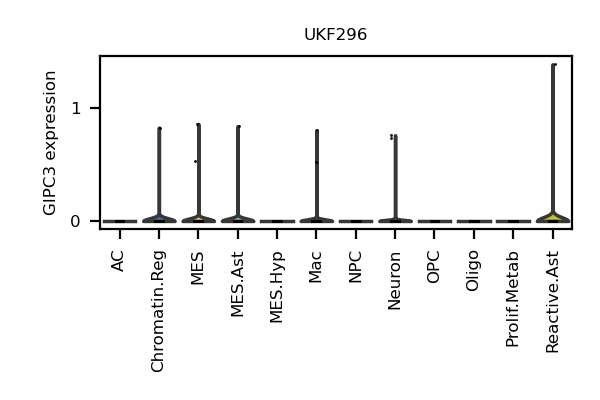 UKF296
GIPC3 expression
1
0
AC
Chromatin.Reg
MES
MES.Ast
MES.Hyp
Mac
NPC
Neuron
OPC
Oligo
Prolif.Metab
Reactive.Ast